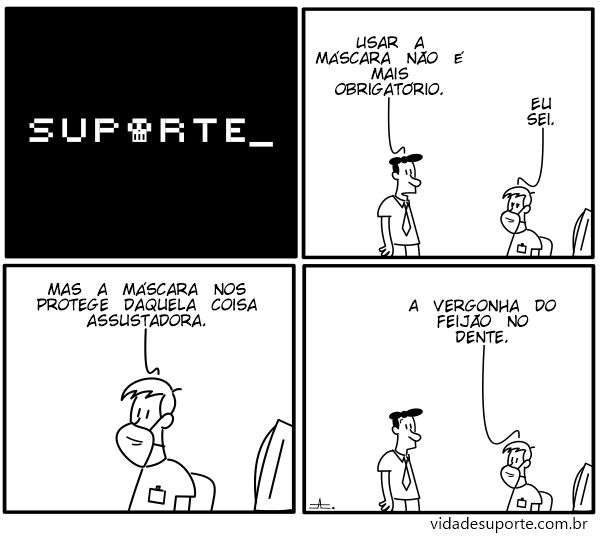 SUPORTE_
USAR A
MÁSCARA NÃO É
MAIS
OBRIGATÓRIO.
EU
SEI.
MAS A MÁSCARA NOS
PROTEGE DAQUELA COISA
ASSUSTADORA.
A VERGONHA DO
FEIJÃO NO
DENTE.
vidadesuporte.com.br